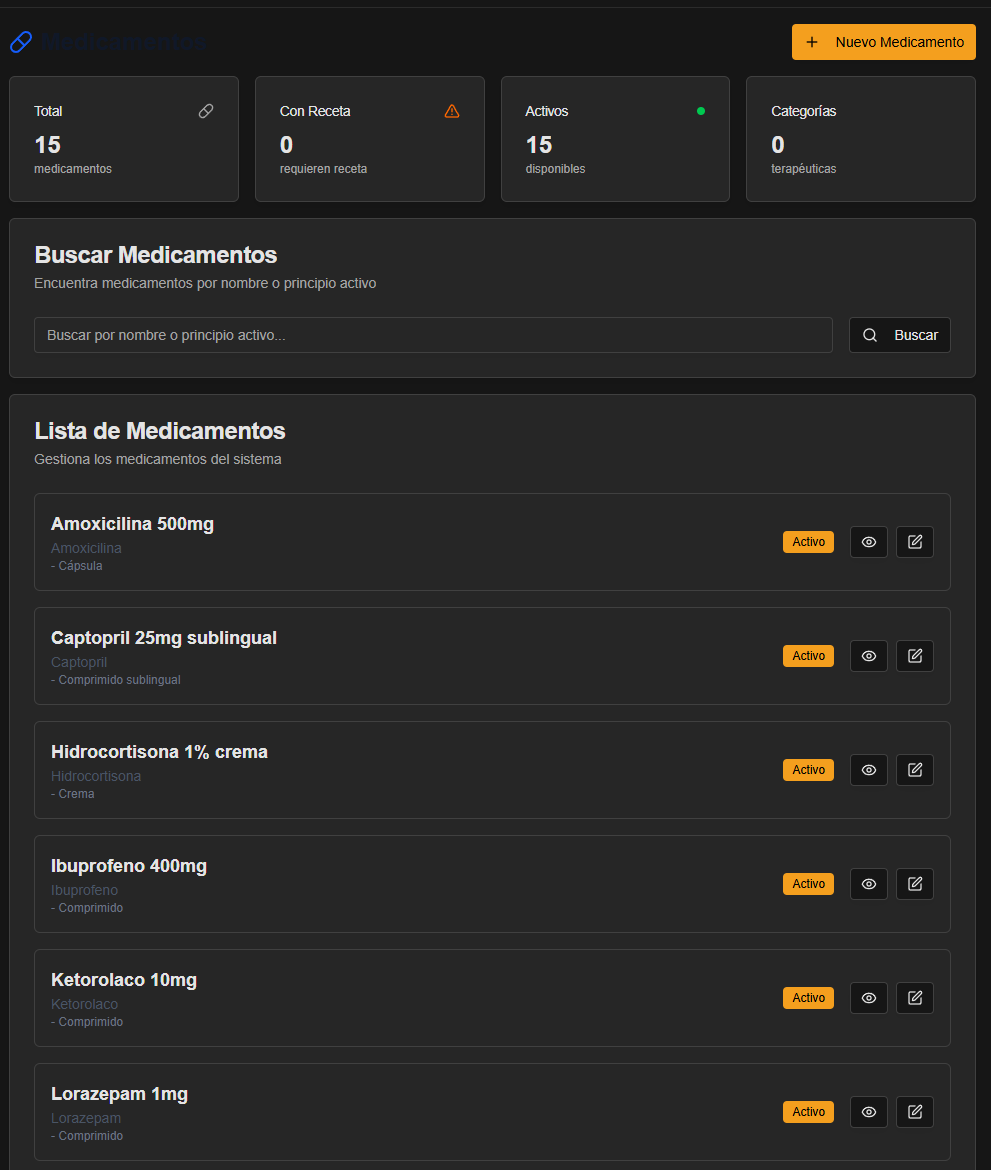 Medicamentos
Nuevo Medicamento
Total
15
medicamentos
Con Receta
0
requieren receta
Activos
15
disponibles
Categorías
0
terapéuticas
Buscar Medicamentos
Encuentra medicamentos por nombre o principio activo
Buscar por nombre o principio activo...
Buscar
Lista de Medicamentos
Gestiona los medicamentos del sistema
Amoxicilina 500mg
Amoxicilina
- Cápsula
Activo
Captopril 25mg sublingual
Captopril
- Comprimido sublingual
Activo
Hidrocortisona 1% crema
Hidrocortisona
- Crema
Activo
Ibuprofeno 400mg
Ibuprofeno
- Comprimido
Activo
Ketorolaco 10mg
Ketorolaco
- Comprimido
Activo
Lorazepam 1mg
Lorazepam
- Comprimido
Activo